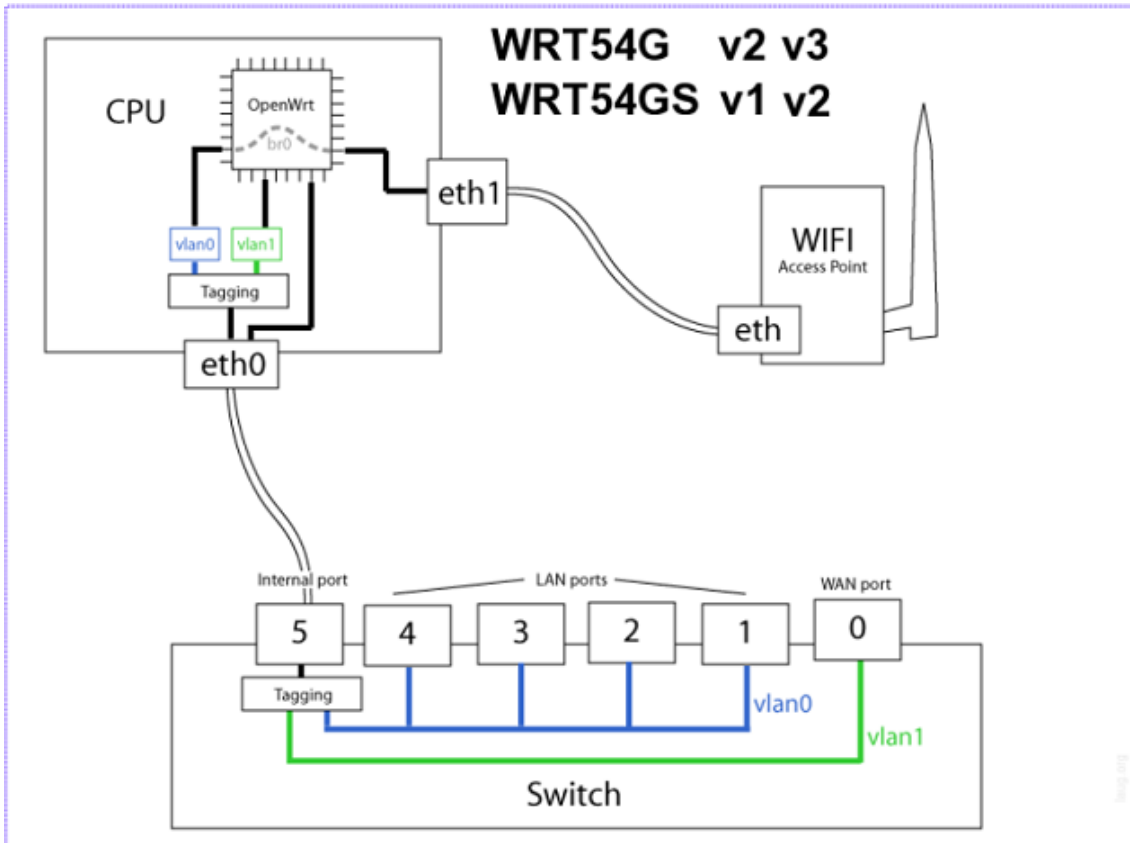 WRT54G v2 v3
WRT54GS v1 v2
CPU
OpenWrt
br0
eth1
vlan0 vlan1
Tagging
eth0
WIFI
Access Point
eth
Internal port LAN ports WAN port
5 4 3 2 1 0
Tagging
vlan0
vlan1
Switch